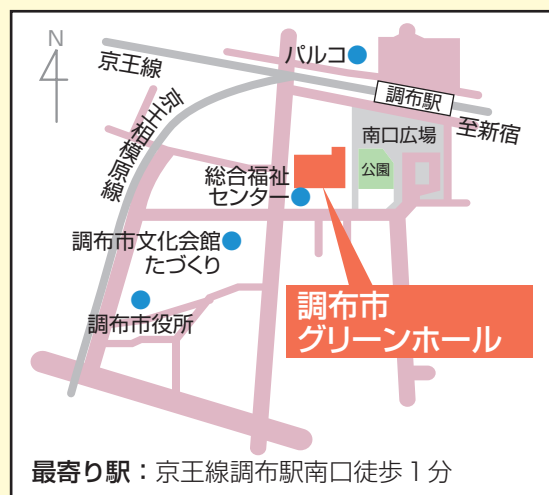 N
京王線
パルコ
調布駅
至新宿
京王相模原線
南口広場
公園
総合福祉
センター
調布市文化会館
たづくり
調布市役所
調布市
グリーンホール
最寄り駅：京王線調布駅南口徒歩1分